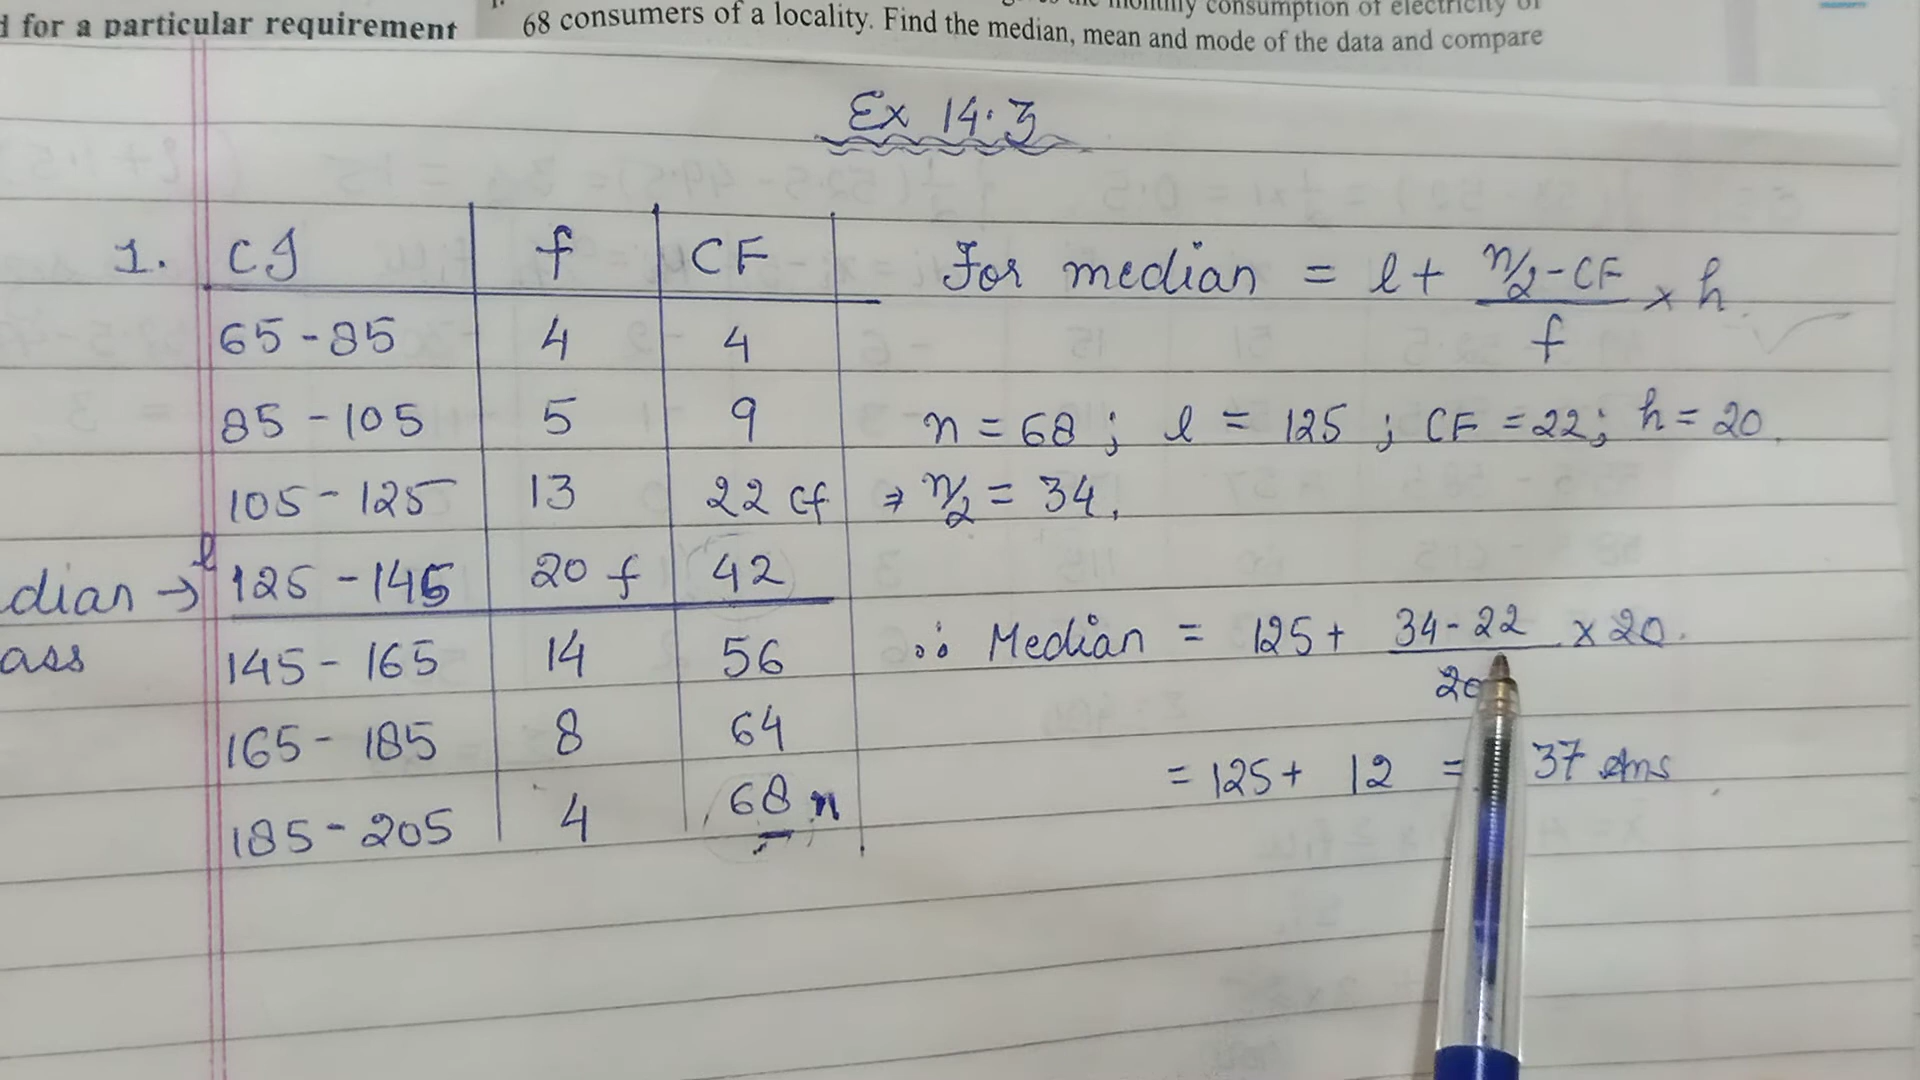 for a particular requirement
68 consumers of a locality. Find the median, mean and mode of the data and compare
Ex 14.3
1. CI f CF
For median = l + n/2 - CF / f × h
65 - 85 4 4
85 - 105 5 9
n = 68 ; l = 125 ; CF = 22 ; h = 20
105 - 125 13 22 cf
⇒ n/2 = 34.
dian → l 125 - 145 20 f 42
ass
145 - 165 14 56
∴ Median = 125 + 34 - 22 / 20 × 20.
165 - 185 8 64
= 125 + 12 = 37 Ans
185 - 205 4 68 n